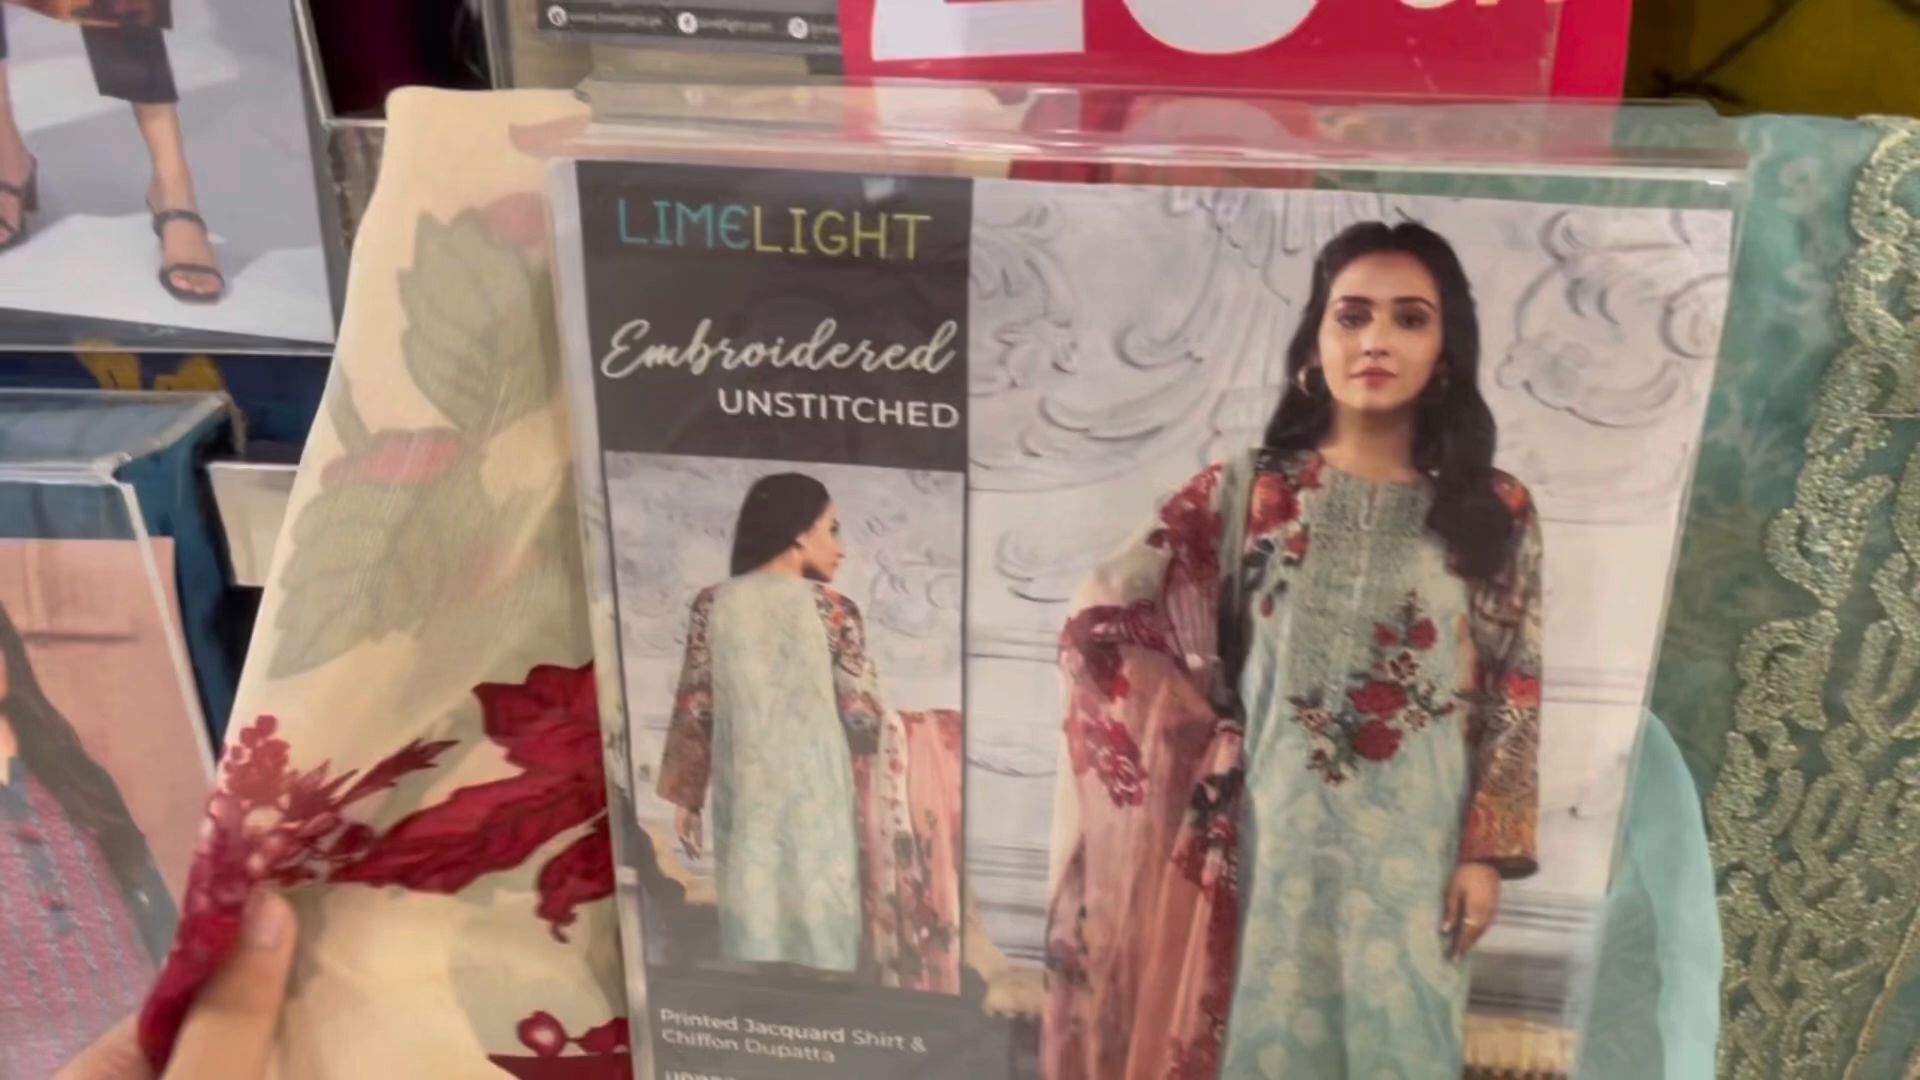 LIMELIGHT
Embroidered
UNSTITCHED
Printed Jacquard Shirt &
Chiffon Dupatta